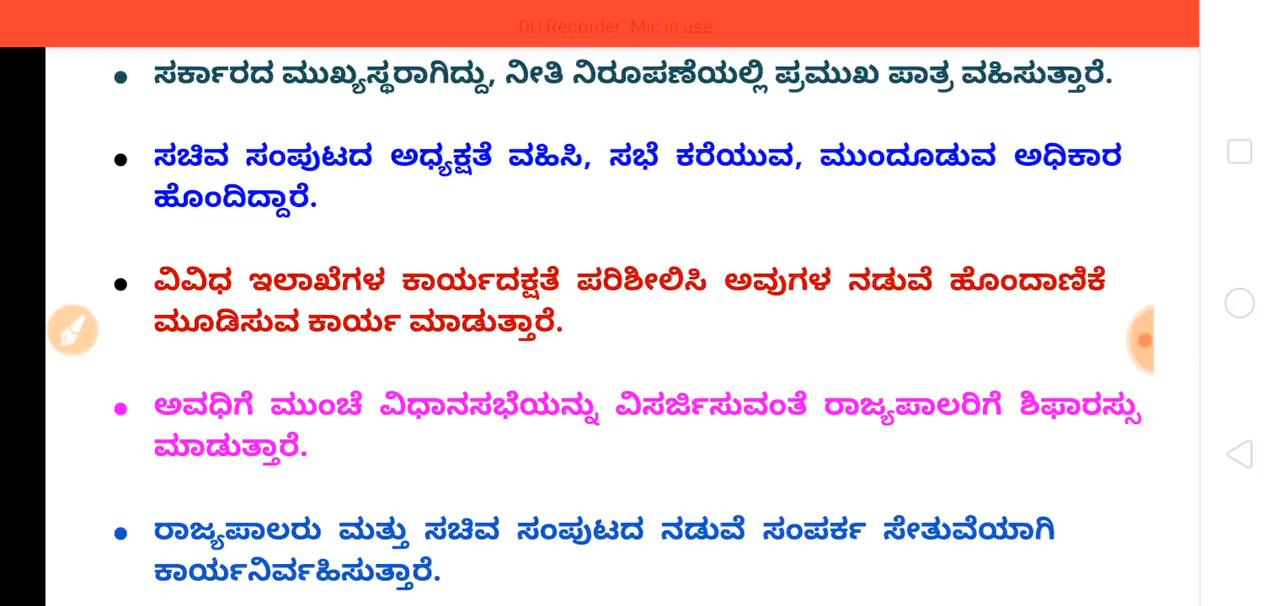 "DU Recorder" Mic in use
ಸರ್ಕಾರದ ಮುಖ್ಯಸ್ಥರಾಗಿದ್ದು, ನೀತಿ ನಿರೂಪಣೆಯಲ್ಲಿ ಪ್ರಮುಖ ಪಾತ್ರ ವಹಿಸುತ್ತಾರೆ.
ಸಚಿವ ಸಂಪುಟದ ಅಧ್ಯಕ್ಷತೆ ವಹಿಸಿ, ಸಭೆ ಕರೆಯುವ, ಮುಂದೂಡುವ ಅಧಿಕಾರ
ಹೊಂದಿದ್ದಾರೆ.
ವಿವಿಧ ಇಲಾಖೆಗಳ ಕಾರ್ಯದಕ್ಷತೆ ಪರಿಶೀಲಿಸಿ ಅವುಗಳ ನಡುವೆ ಹೊಂದಾಣಿಕೆ
ಮೂಡಿಸುವ ಕಾರ್ಯ ಮಾಡುತ್ತಾರೆ.
ಅವಧಿಗೆ ಮುಂಚೆ ವಿಧಾನಸಭೆಯನ್ನು ವಿಸರ್ಜಿಸುವಂತೆ ರಾಜ್ಯಪಾಲರಿಗೆ ಶಿಫಾರಸ್ಸು
ಮಾಡುತ್ತಾರೆ.
ರಾಜ್ಯಪಾಲರು ಮತ್ತು ಸಚಿವ ಸಂಪುಟದ ನಡುವೆ ಸಂಪರ್ಕ ಸೇತುವೆಯಾಗಿ
ಕಾರ್ಯನಿರ್ವಹಿಸುತ್ತಾರೆ.